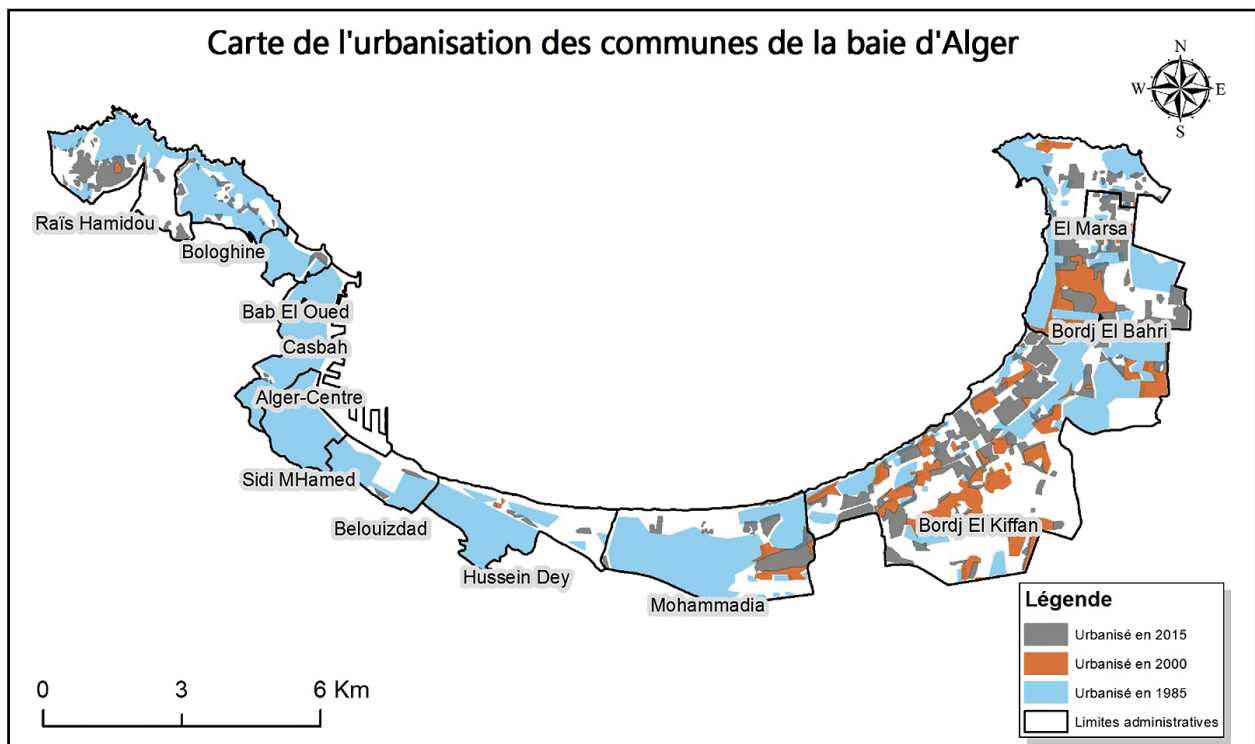 Carte de l'urbanisation des communes de la baie d'Alger
N
W E
S
Raïs Hamidou
Bologhine
Bab El Oued
Casbah
Alger-Centre
Sidi MHamed
Belouizdad
Hussein Dey
Mohammadia
Bordj El Kiffan
Bordj El Bahri
El Marsa
Légende
Urbanisé en 2015
Urbanisé en 2000
Urbanisé en 1985
Limites administratives
0 3 6 Km